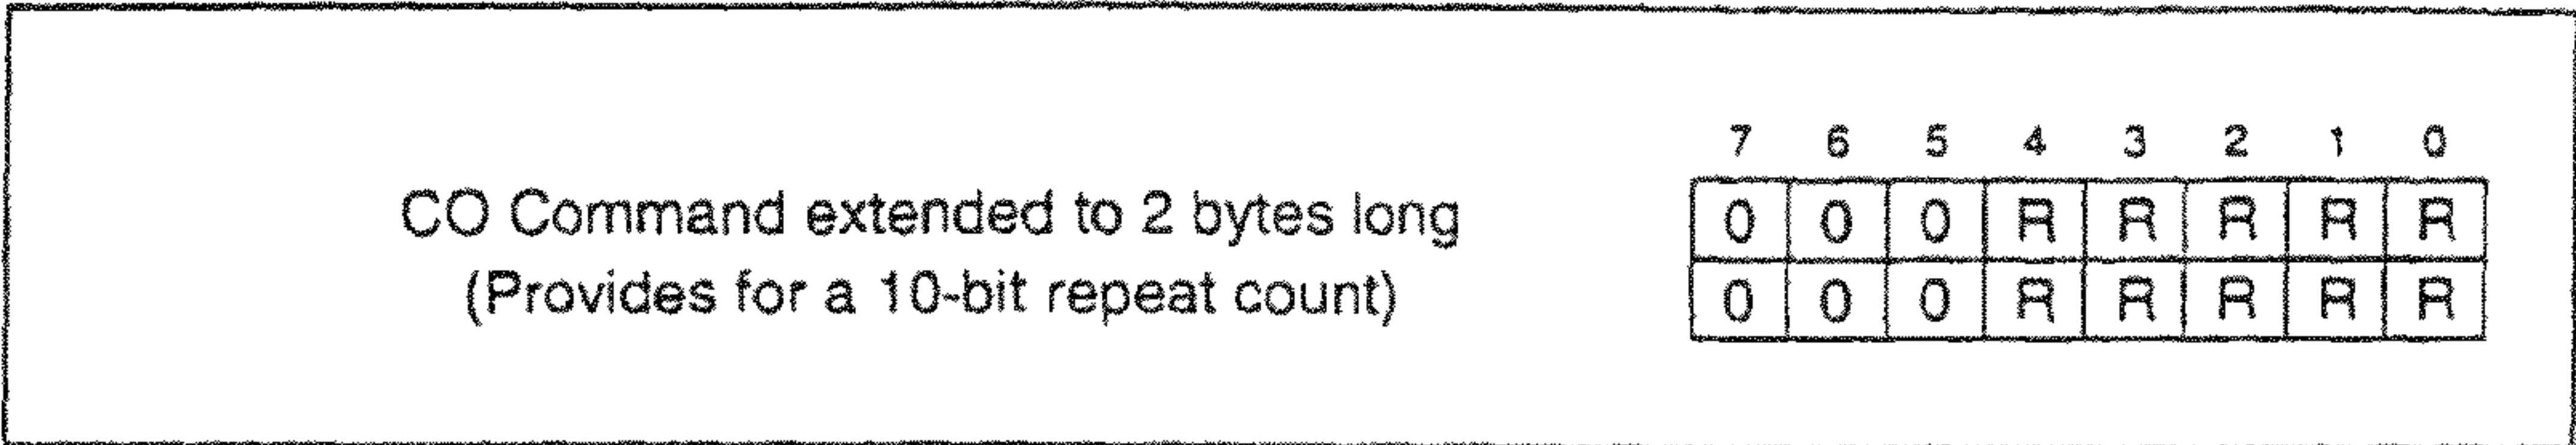 7 6 5 4 3 2 1 0
CO Command extended to 2 bytes long 0 0 0 R R R R R
(Provides for a 10-bit repeat count) 0 0 0 R R R R R